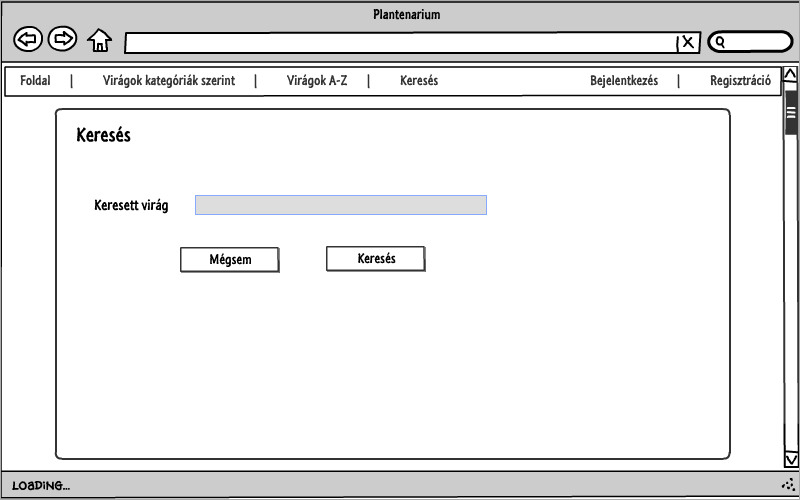 Plantenarium
Foldal | Virágok kategóriák szerint | Virágok A-Z | Keresés Bejelentkezés | Regisztráció
Keresés
Keresett virág
Mégsem Keresés
LOADING...